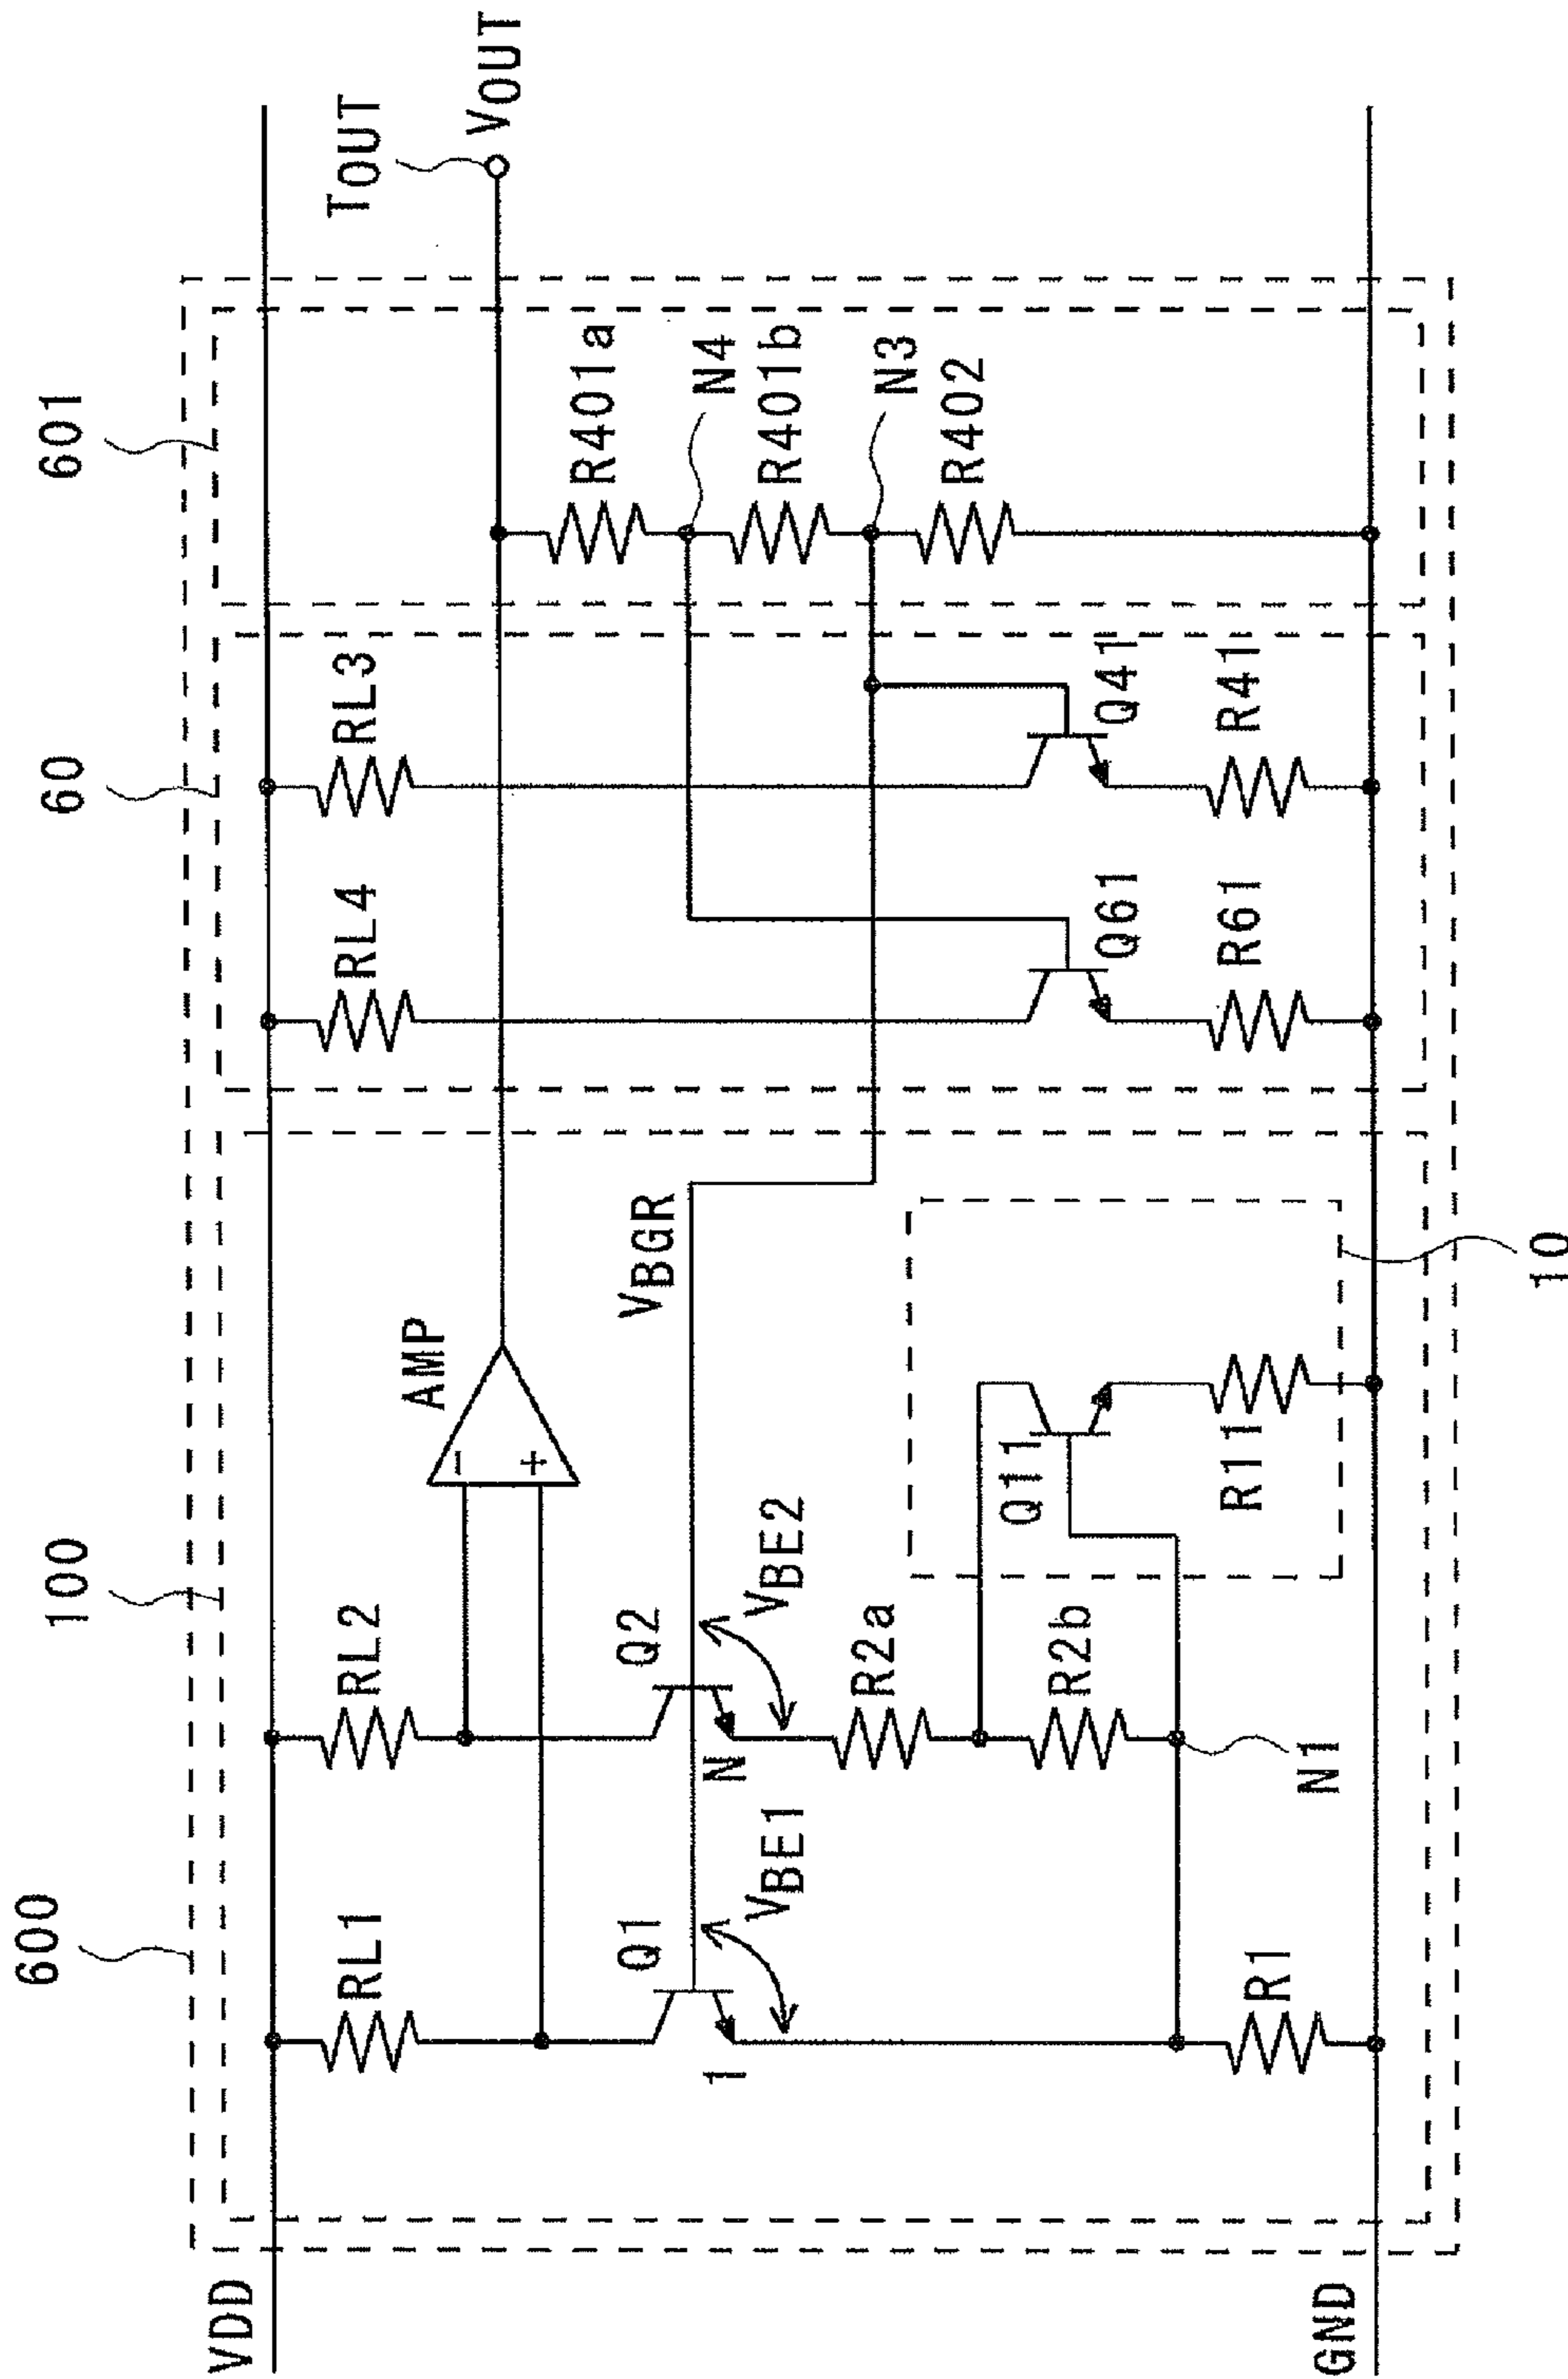 600
100
60
601
VDD
RL1
RL2
RL4
RL3
TOUT
VOUT
AMP
−
+
R401a
N4
R401b
N3
R402
VBGR
Q1
Q2
1
N
VBE1
VBE2
R2a
R2b
N1
R1
Q11
R11
10
Q61
R61
Q41
R41
GND